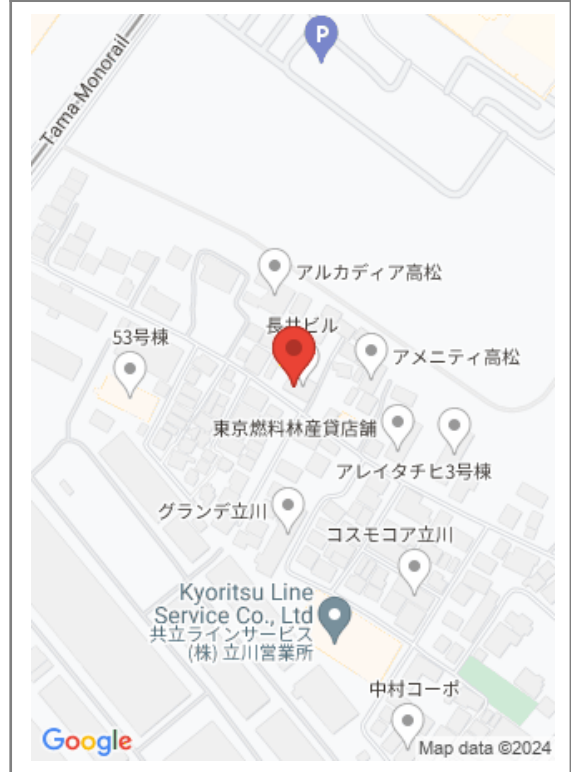 P
Tama-Monorail
アルカディア高松
長井ビル
53号棟
アメニティ高松
東京燃料林産貸店舗
アレイタチヒ3号棟
グランデ立川
コスモコア立川
Kyoritsu Line
Service Co., Ltd
共立ラインサービス
(株) 立川営業所
中村コーポ
Google
Map data ©2024